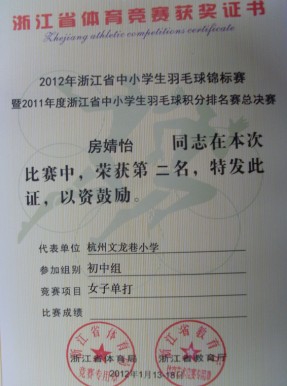 浙江省体育竞赛获奖证书
Zhejiang athletic competitions certificate
2012年浙江省中小学生羽毛球锦标赛
暨2011年度浙江省中小学生羽毛球积分排名赛总决赛
房婧怡 同志在本次
比赛中，荣获第 二名，特发此
证，以资鼓励。
代表单位 杭州文龙巷小学
参加组别 初中组
竞赛项目 女子单打
比赛成绩
浙江省体育局 浙江省教育厅
2012年1月13-18日